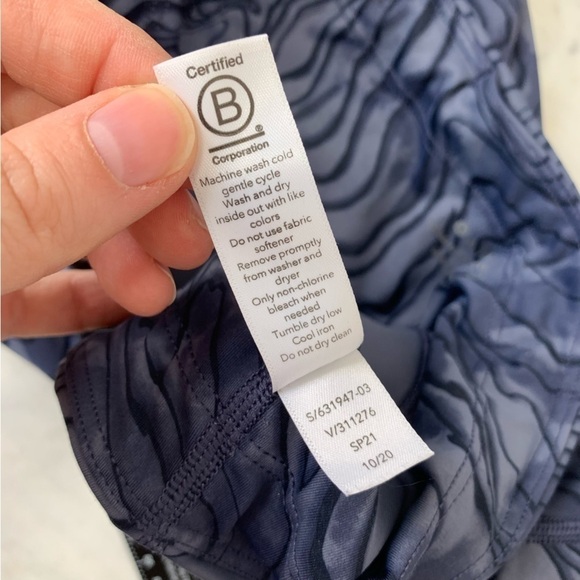 Certified
B
®
Corporation
Machine wash cold
gentle cycle
Wash and dry
inside out with like
colors
Do not use fabric
softener
Remove promptly
from washer and
dryer
Only non-chlorine
bleach when
needed
Tumble dry low
Cool iron
Do not dry clean
S/631947-03
V/311276
SP21
10/20